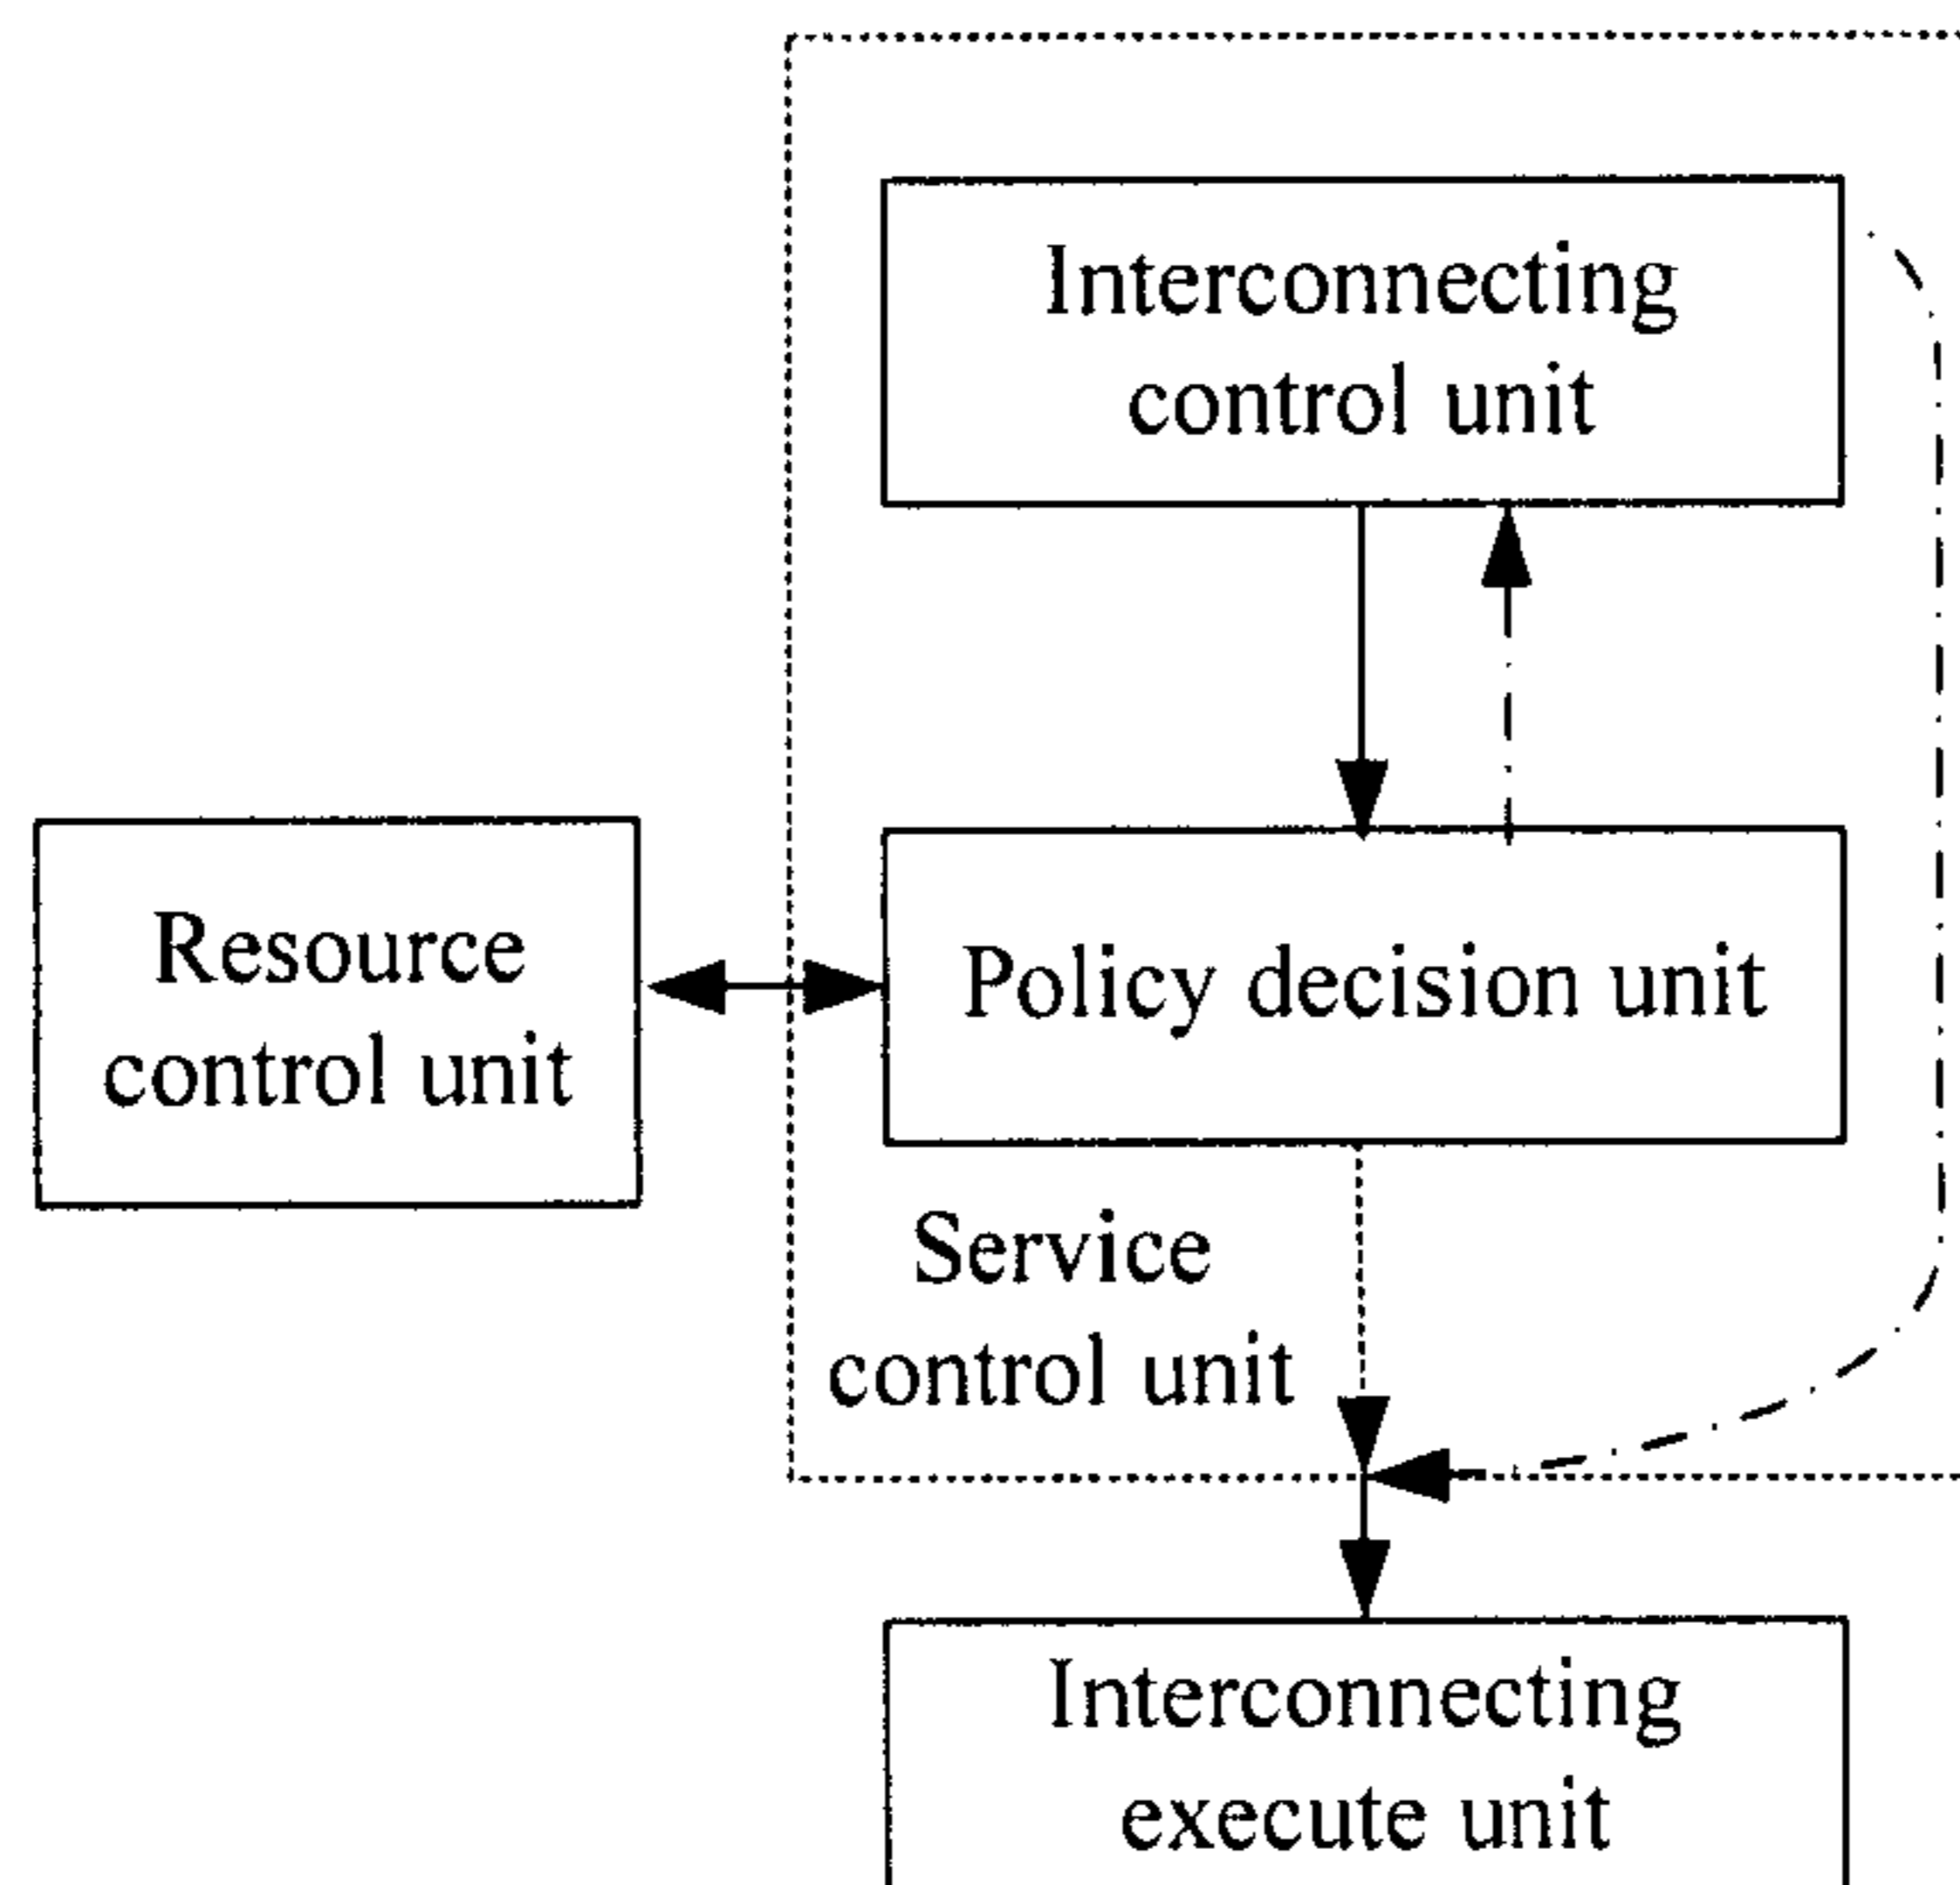 Interconnecting
control unit
Resource
control unit
Policy decision unit
Service
control unit
Interconnecting
execute unit